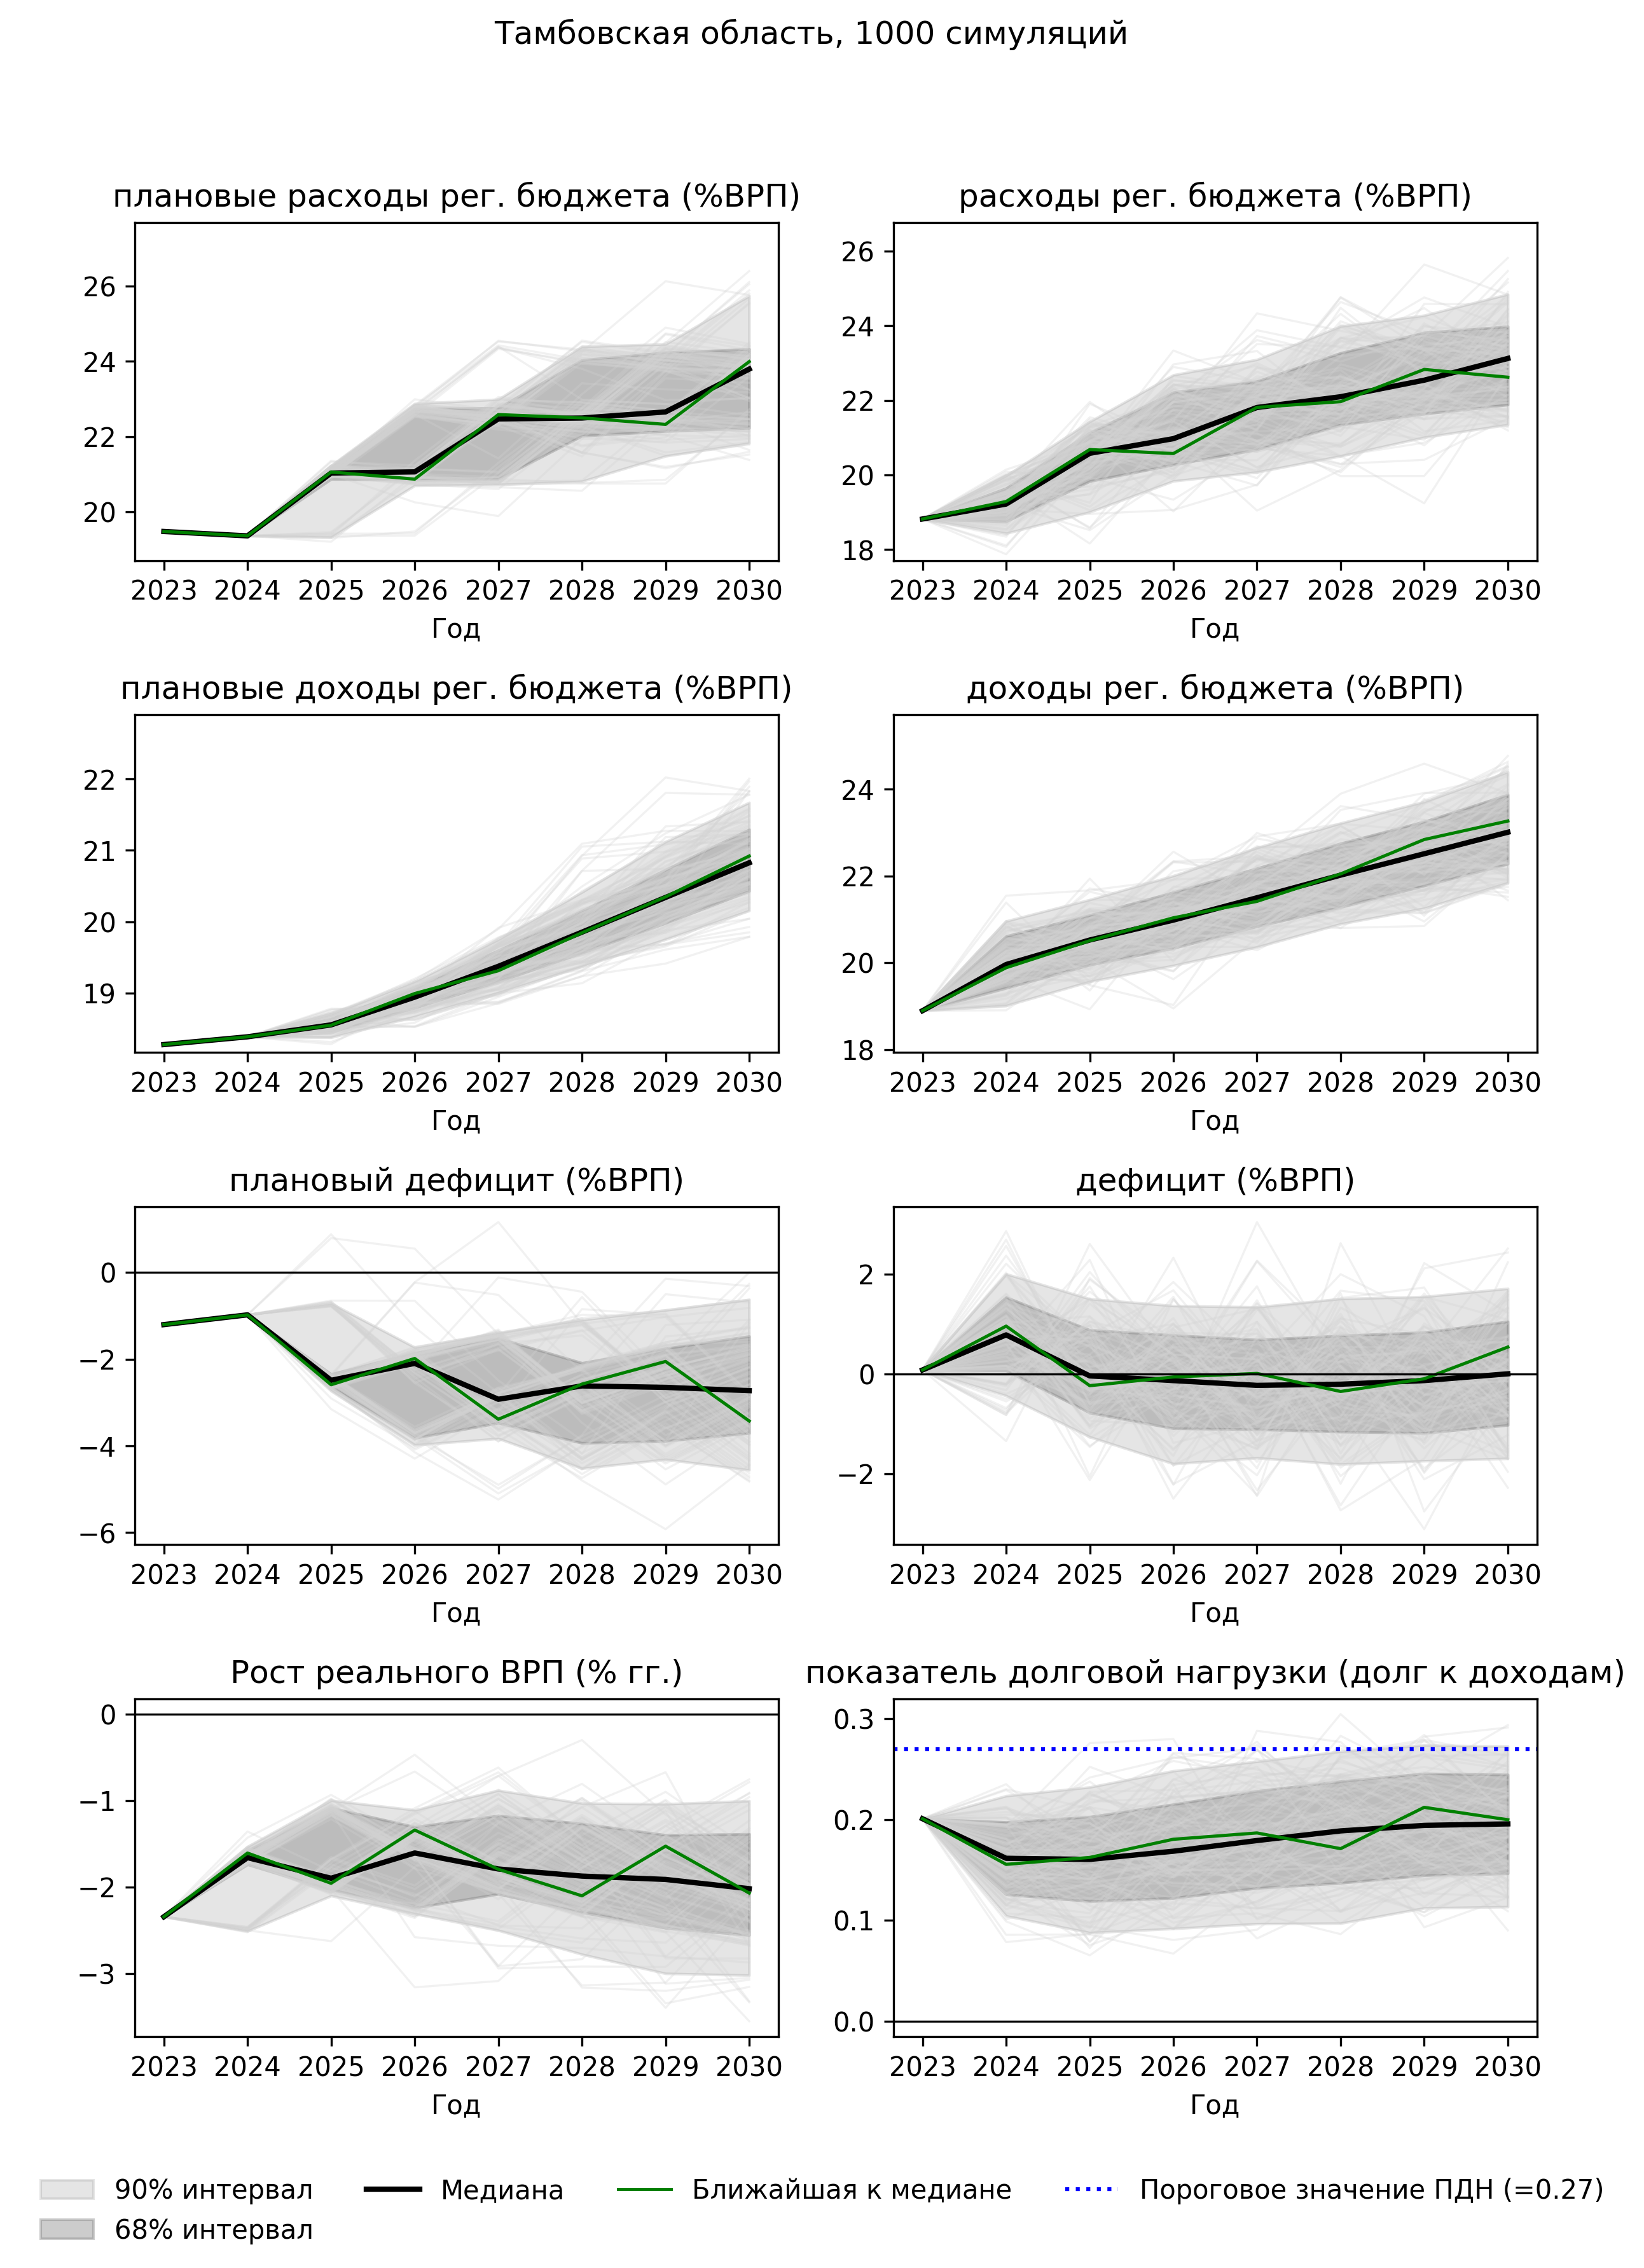 Тамбовская область, 1000 симуляций
плановые расходы рег. бюджета (%ВРП)
26
24
22
20
2023 2024 2025 2026 2027 2028 2029 2030
Год
расходы рег. бюджета (%ВРП)
26
24
22
20
18
2023 2024 2025 2026 2027 2028 2029 2030
Год
плановые доходы рег. бюджета (%ВРП)
22
21
20
19
2023 2024 2025 2026 2027 2028 2029 2030
Год
доходы рег. бюджета (%ВРП)
24
22
20
18
2023 2024 2025 2026 2027 2028 2029 2030
Год
плановый дефицит (%ВРП)
0
−2
−4
−6
2023 2024 2025 2026 2027 2028 2029 2030
Год
дефицит (%ВРП)
2
0
−2
2023 2024 2025 2026 2027 2028 2029 2030
Год
Рост реального ВРП (% гг.)
0
−1
−2
−3
2023 2024 2025 2026 2027 2028 2029 2030
Год
показатель долговой нагрузки (долг к доходам)
0.3
0.2
0.1
0.0
2023 2024 2025 2026 2027 2028 2029 2030
Год
90% интервал
68% интервал
Медиана
Ближайшая к медиане
Пороговое значение ПДН (=0.27)